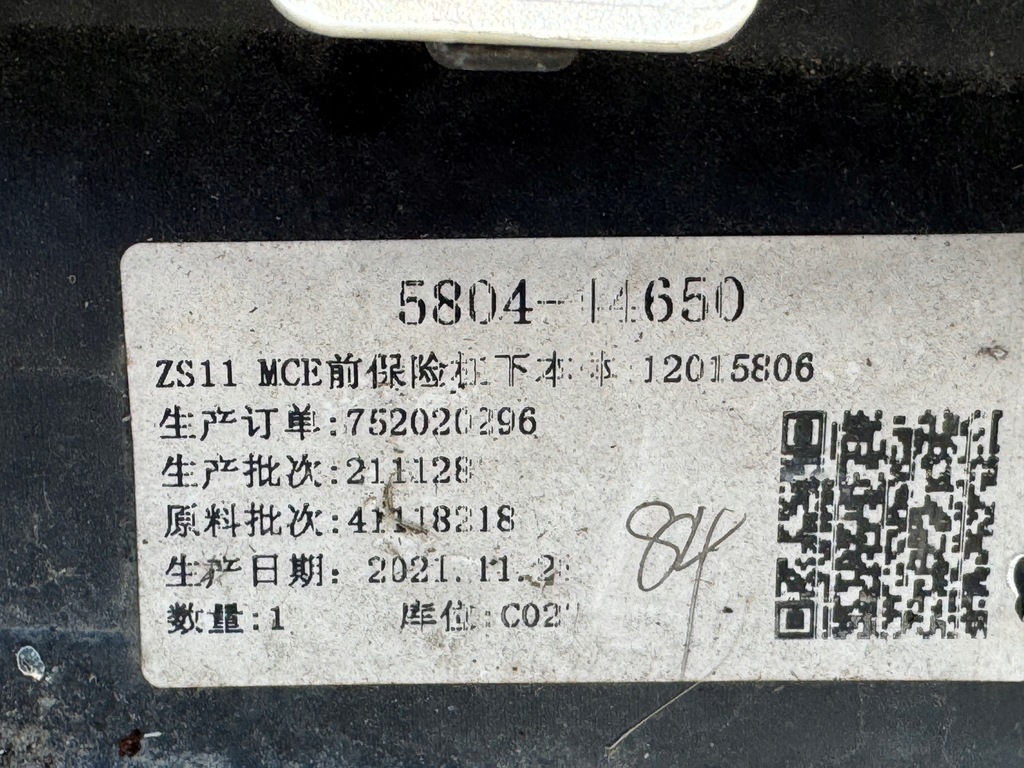 5804-14650
ZS11 MCE前保险杠下本体 12015806
生产订单:752020296
生产批次:211128
原料批次:41118218
生产日期: 2021.11.2
数量:1 库位:C02
84